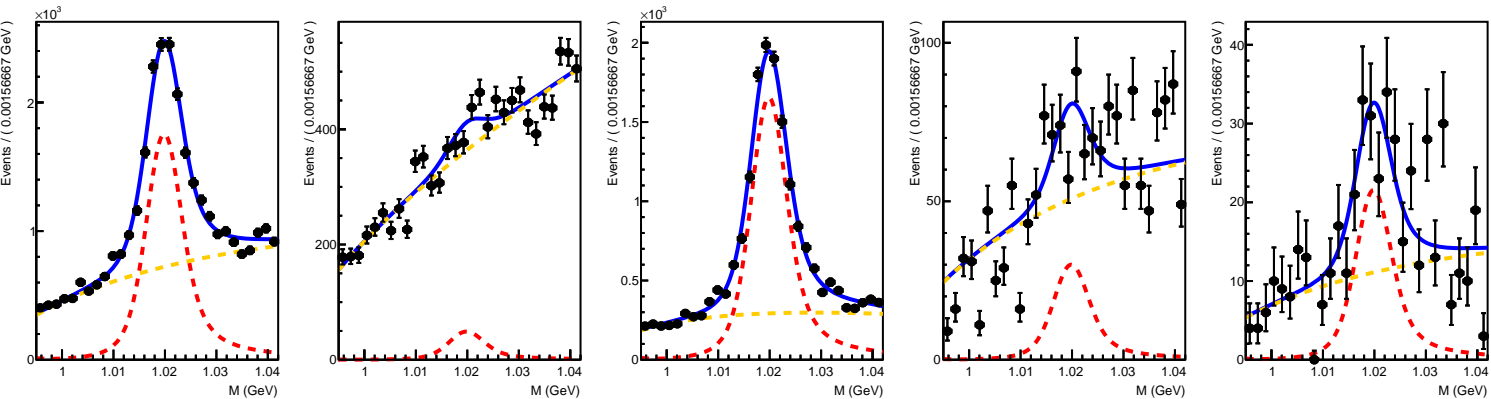 ×10³
Events / ( 0.00156667 GeV )
2
1
0
1 1.01 1.02 1.03 1.04
M (GeV)
Events / ( 0.00156667 GeV )
400
200
0
1 1.01 1.02 1.03 1.04
M (GeV)
×10³
Events / ( 0.00156667 GeV )
2
1.5
1
0.5
0
1 1.01 1.02 1.03 1.04
M (GeV)
Events / ( 0.00156667 GeV )
100
50
0
1 1.01 1.02 1.03 1.04
M (GeV)
Events / ( 0.00156667 GeV )
40
30
20
10
0
1 1.01 1.02 1.03 1.04
M (GeV)